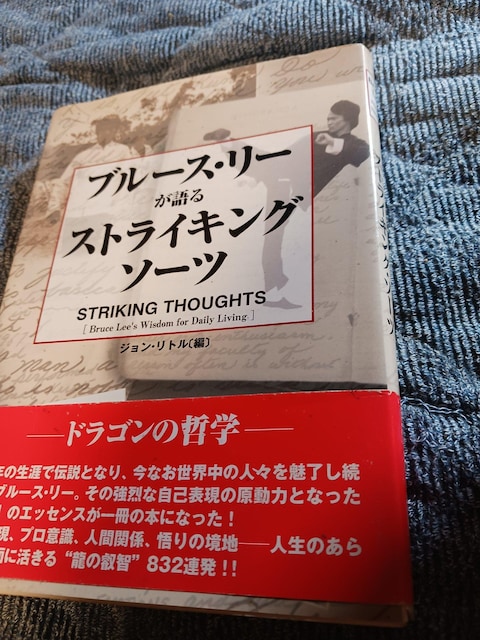 ブルース・リー
が語る
ストライキング
ソーツ
STRIKING THOUGHTS
[ Bruce Lee's Wisdom for Daily Living ]
ジョン・リトル〔編〕
──ドラゴンの哲学──
年の生涯で伝説となり、今なお世界中の人々を魅了し続
ブルース・リー。その強烈な自己表現の原動力となった
のエッセンスが一冊の本になった!
現、プロ意識、人間関係、悟りの境地──人生のあら
面に活きる“龍の叡智”832連発!!